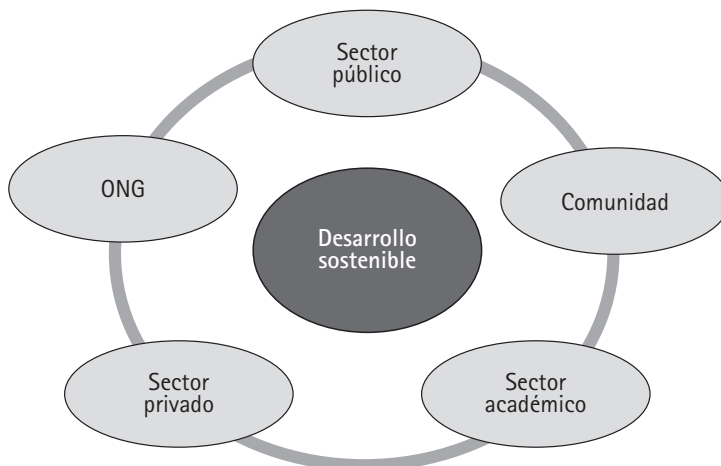 Sector
público
ONG
Comunidad
Desarrollo
sostenible
Sector
privado
Sector
académico